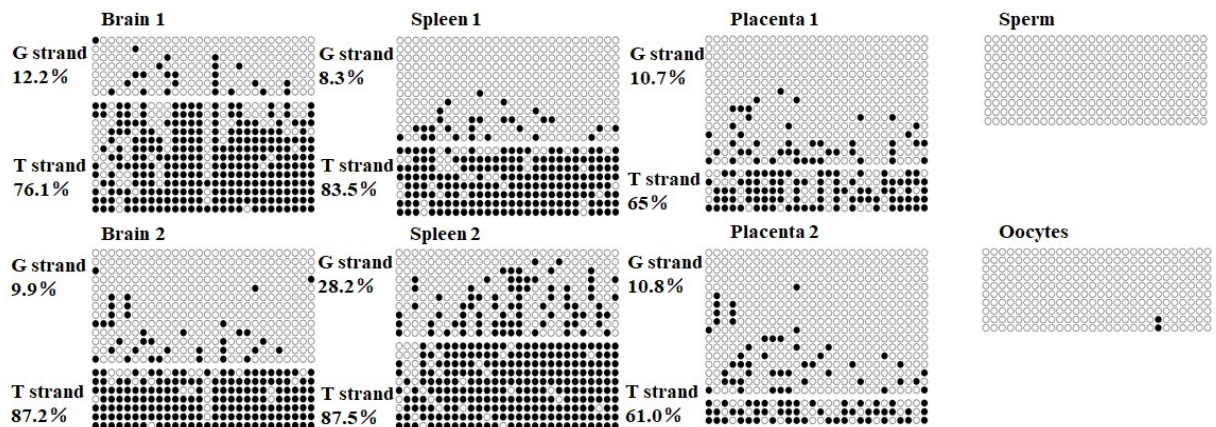 Brain 1
Spleen 1
Placenta 1
Sperm
G strand
12.2%
G strand
8.3%
G strand
10.7%
T strand
76.1%
T strand
83.5%
T strand
65%
Brain 2
Spleen 2
Placenta 2
Oocytes
G strand
9.9%
G strand
28.2%
G strand
10.8%
T strand
87.2%
T strand
87.5%
T strand
61.0%